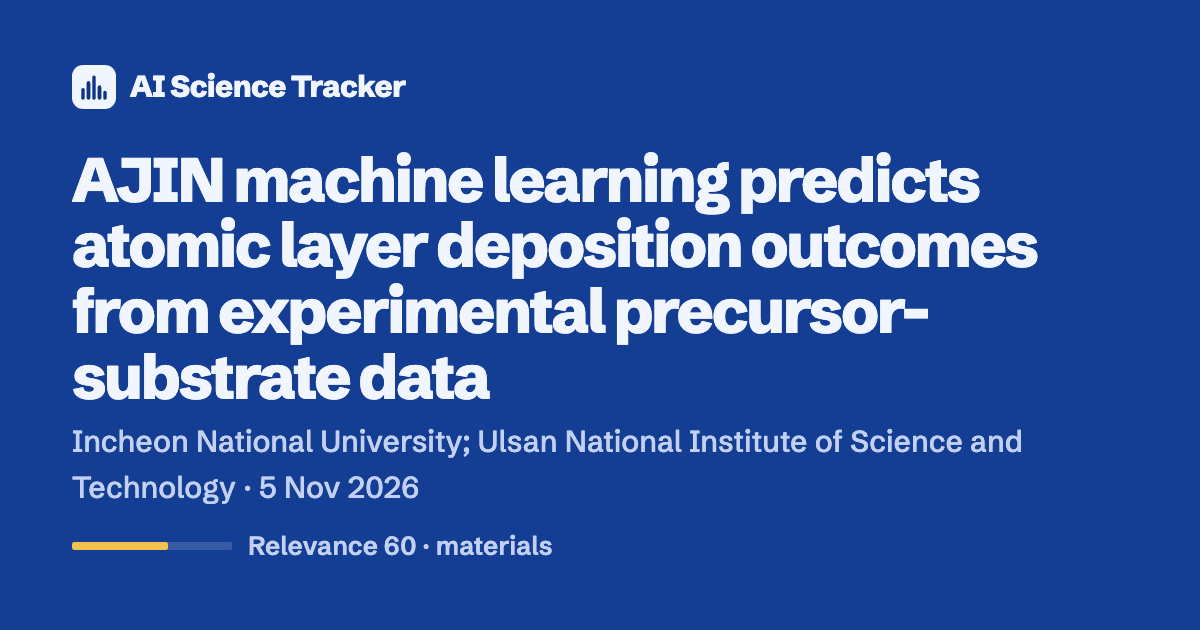 AI Science Tracker
AJIN machine learning predicts
atomic layer deposition outcomes
from experimental precursor-
substrate data
Incheon National University; Ulsan National Institute of Science and
Technology · 5 Nov 2026
Relevance 60 · materials